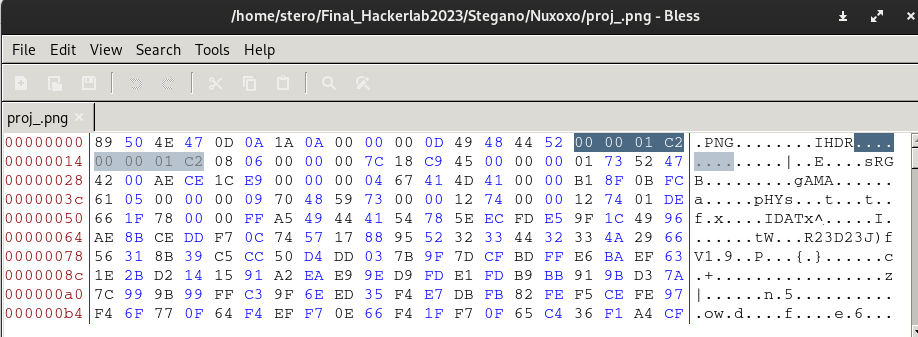 /home/stero/Final_Hackerlab2023/Stegano/Nuxoxo/proj_.png - Bless
File Edit View Search Tools Help
proj_.png ×
00000000 89 50 4E 47 0D 0A 1A 0A 00 00 00 0D 49 48 44 52 00 00 01 C2 .PNG........IHDR....
00000014 00 00 01 C2 08 06 00 00 00 7C 18 C9 45 00 00 00 01 73 52 47 .........|..E....sRG
00000028 42 00 AE CE 1C E9 00 00 00 04 67 41 4D 41 00 00 B1 8F 0B FC B.........gAMA......
0000003c 61 05 00 00 00 09 70 48 59 73 00 00 12 74 00 00 12 74 01 DE a.....pHYs...t...t..
00000050 66 1F 78 00 00 FF A5 49 44 41 54 78 5E EC FD E5 9F 1C 49 96 f.x....IDATx^.....I.
00000064 AE 8B CE DD F7 0C 74 57 17 88 95 52 32 33 44 32 33 4A 29 66 ......tW...R23D23J)f
00000078 56 31 8B 39 C5 CC 50 D4 DD 03 7B 9F 7D CF BD FF E6 BA EF 63 V1.9..P...{.}......c
0000008c 1E 2B D2 14 15 91 A2 EA E9 9E D9 FD E1 FD B9 BB 91 9B D3 7A .+.................z
000000a0 7C 99 9B 99 FF C3 9F 6E ED 35 F4 E7 DB FB 82 FE F5 CE FE 97 |......n.5..........
000000b4 F4 6F 77 0F 64 F4 EF F7 0E 66 F4 1F F7 0F 65 C4 36 F1 A4 CF .ow.d....f....e.6...